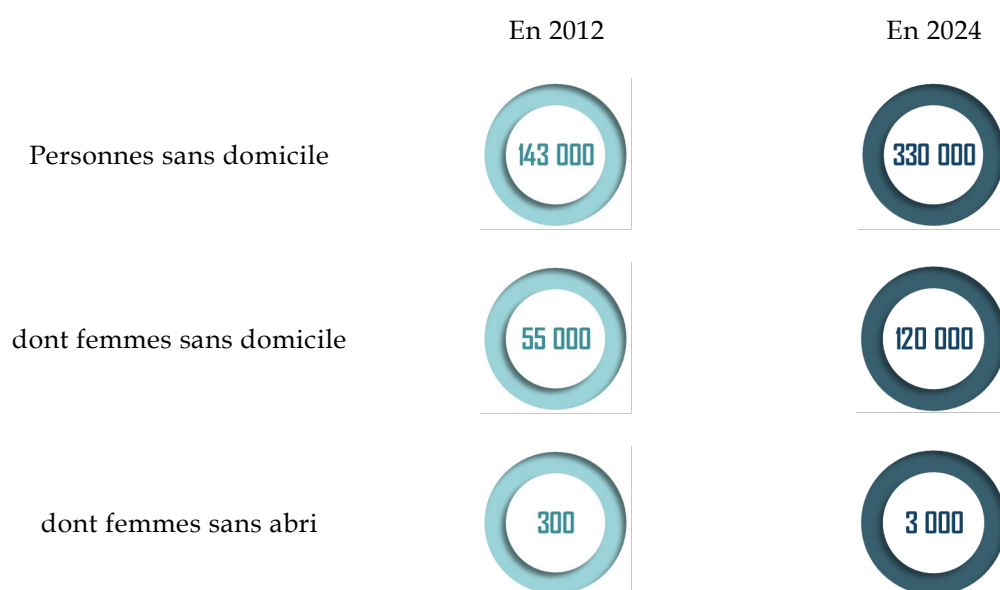 En 2012 En 2024
Personnes sans domicile 143 000 330 000
dont femmes sans domicile 55 000 120 000
dont femmes sans abri 300 3 000